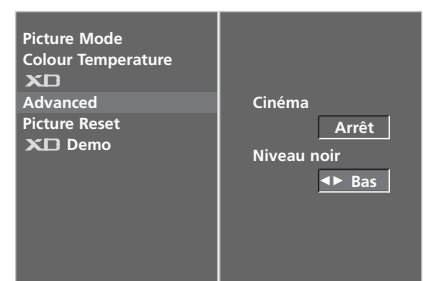 Picture Mode
Colour Temperature
XD
Advanced
Picture Reset
XD Demo
Cinéma
Arrêt
Niveau noir
◄► Bas